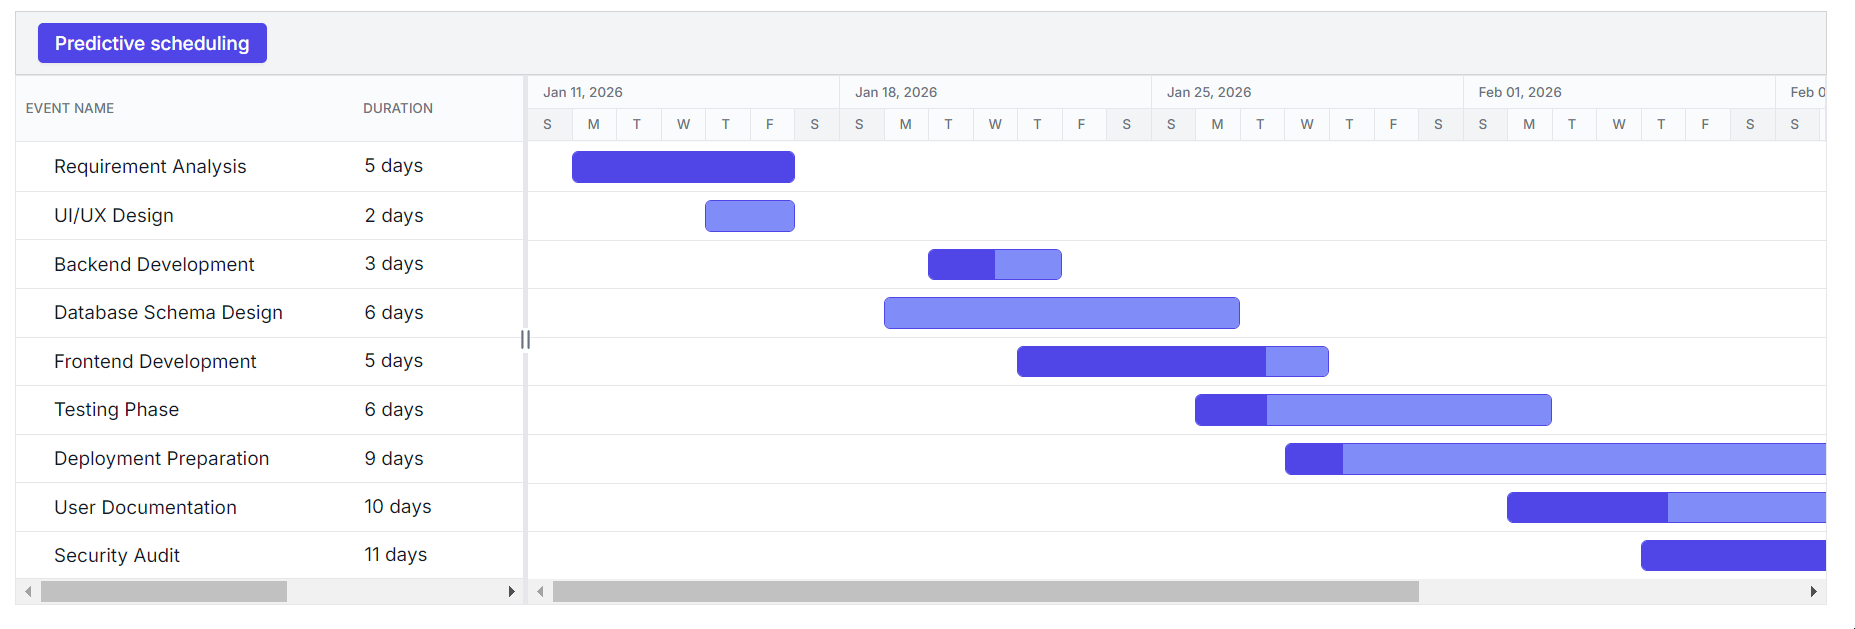 Predictive scheduling
EVENT NAME DURATION
Jan 11, 2026 Jan 18, 2026 Jan 25, 2026 Feb 01, 2026 Feb 0
S M T W T F S S M T W T F S S M T W T F S S M T W T F S S
Requirement Analysis 5 days
UI/UX Design 2 days
Backend Development 3 days
Database Schema Design 6 days
Frontend Development 5 days
Testing Phase 6 days
Deployment Preparation 9 days
User Documentation 10 days
Security Audit 11 days